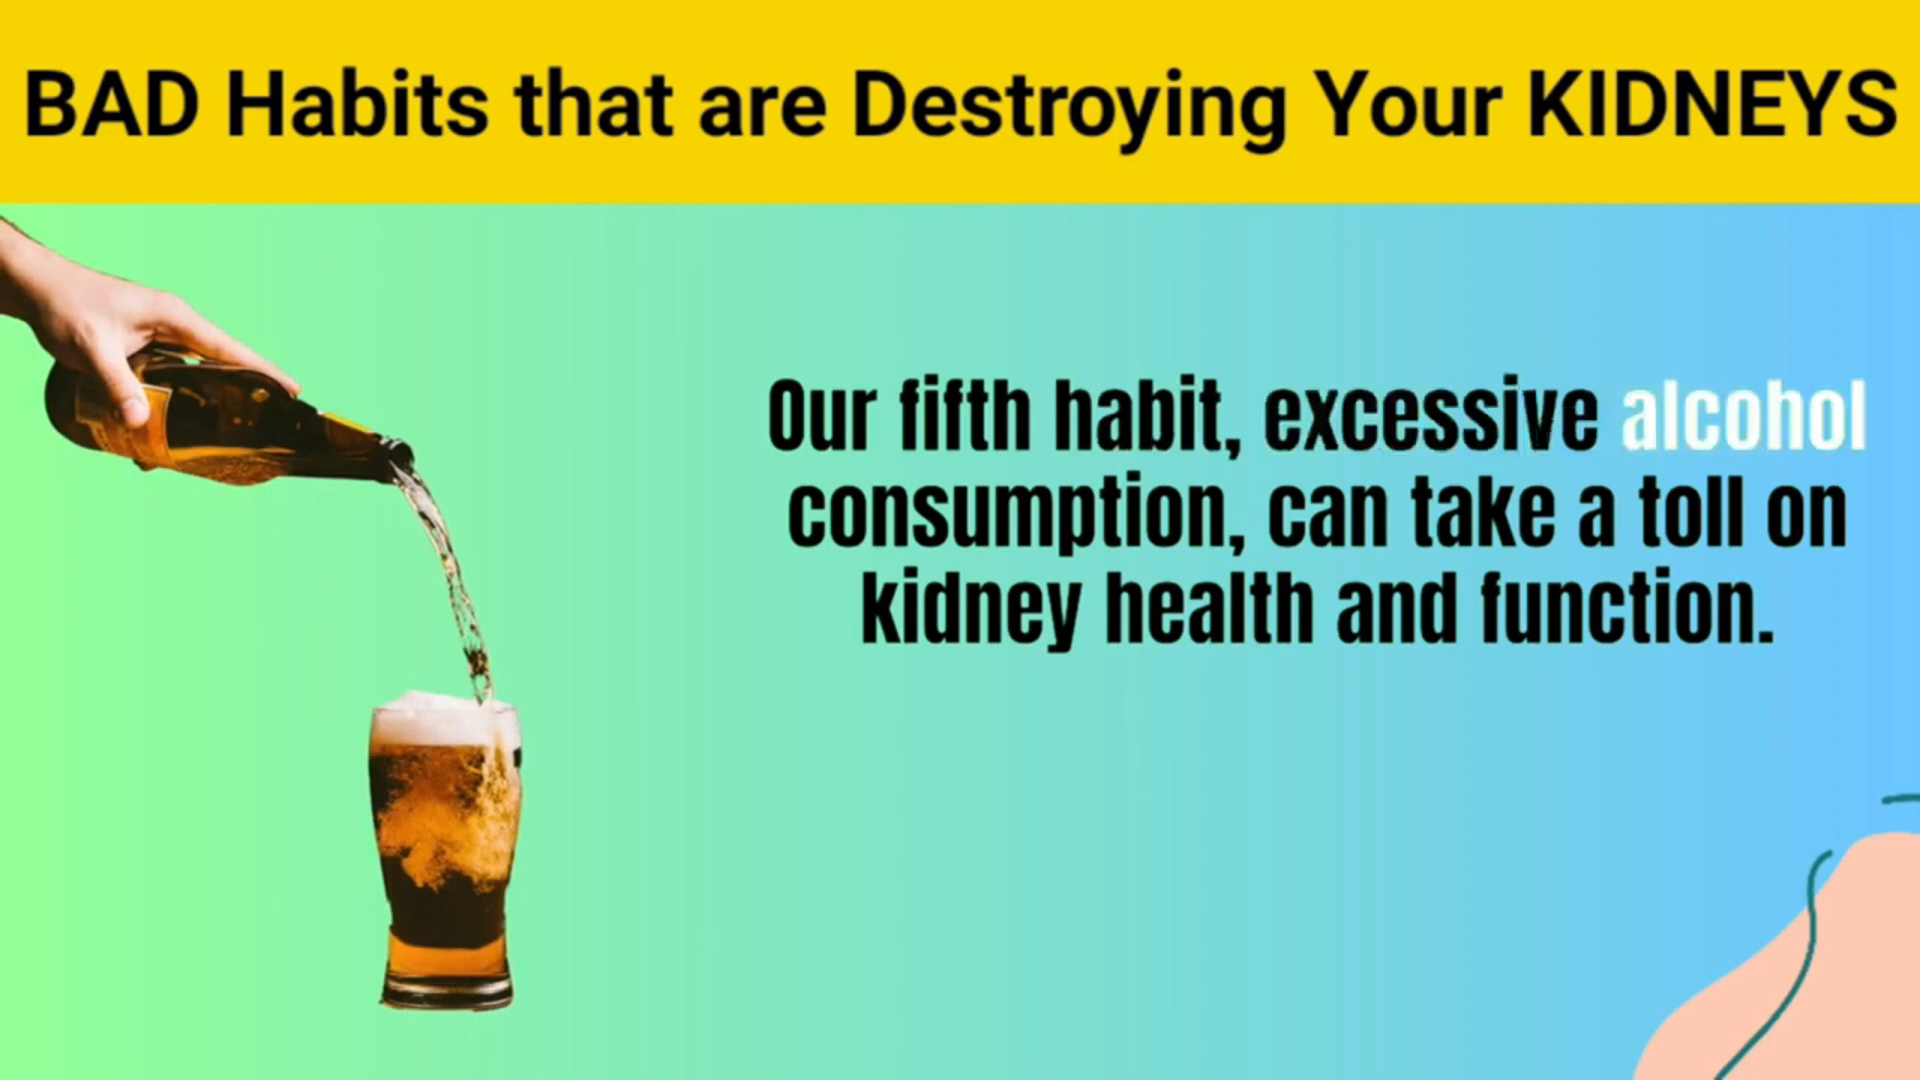 BAD Habits that are Destroying Your KIDNEYS
Our fifth habit, excessive alcohol
consumption, can take a toll on
kidney health and function.